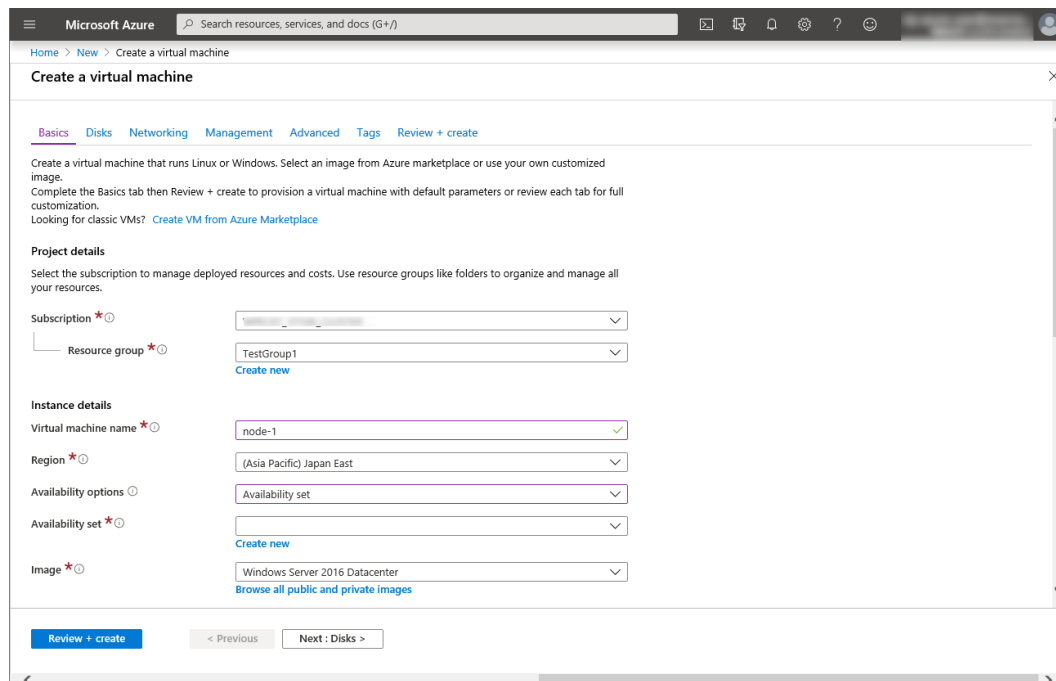 Microsoft Azure
Search resources, services, and docs (G+/)
Home > New > Create a virtual machine
Create a virtual machine
Basics Disks Networking Management Advanced Tags Review + create
Create a virtual machine that runs Linux or Windows. Select an image from Azure marketplace or use your own customized
image.
Complete the Basics tab then Review + create to provision a virtual machine with default parameters or review each tab for full
customization.
Looking for classic VMs? Create VM from Azure Marketplace
Project details
Select the subscription to manage deployed resources and costs. Use resource groups like folders to organize and manage all
your resources.
Subscription *
Resource group * TestGroup1
Create new
Instance details
Virtual machine name * node-1
Region * (Asia Pacific) Japan East
Availability options Availability set
Availability set *
Create new
Image * Windows Server 2016 Datacenter
Browse all public and private images
Review + create < Previous Next : Disks >